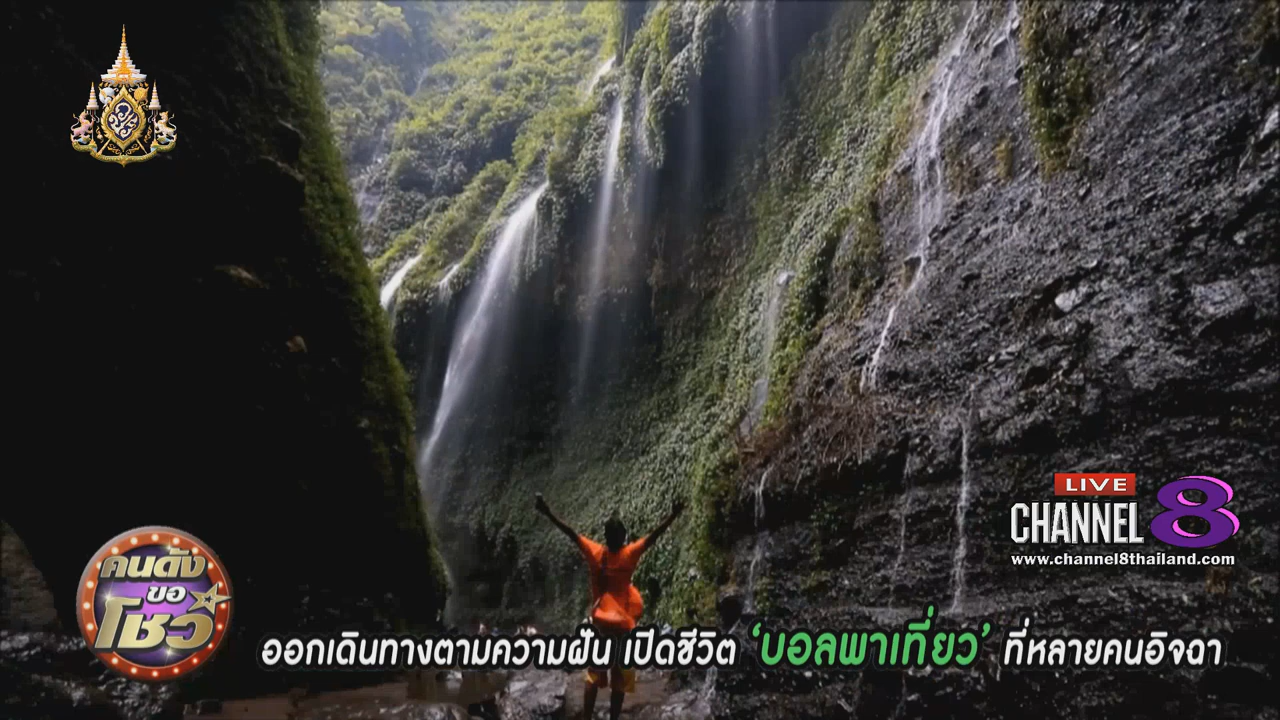 LIVE
CHANNEL 8
www.channel8thailand.com
คนดัง
ขอ
โชว์
ออกเดินทางตามความฝัน เปิดชีวิต ‘บอลพาเที่ยว’ ที่หลายคนอิจฉา